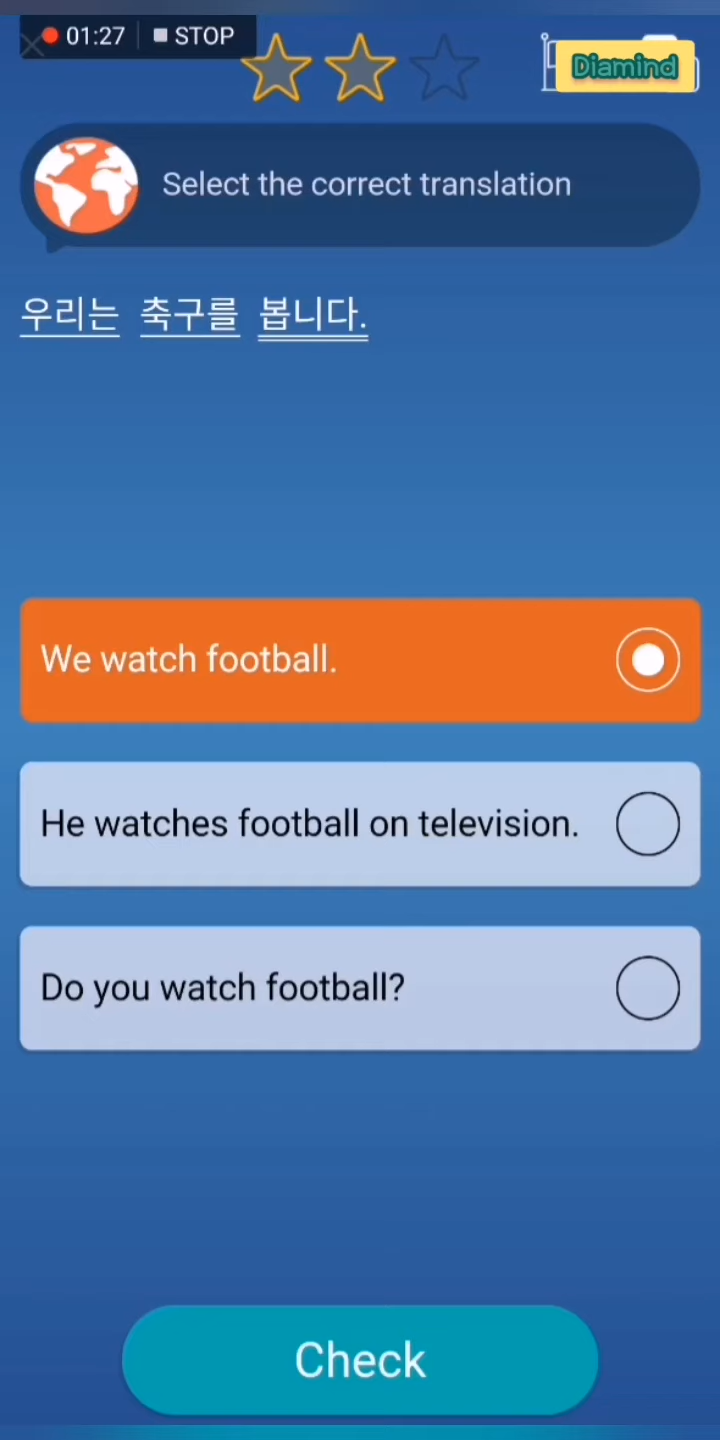 01:27 STOP
Diamind
Select the correct translation
우리는 축구를 봅니다.
We watch football.
He watches football on television.
Do you watch football?
Check